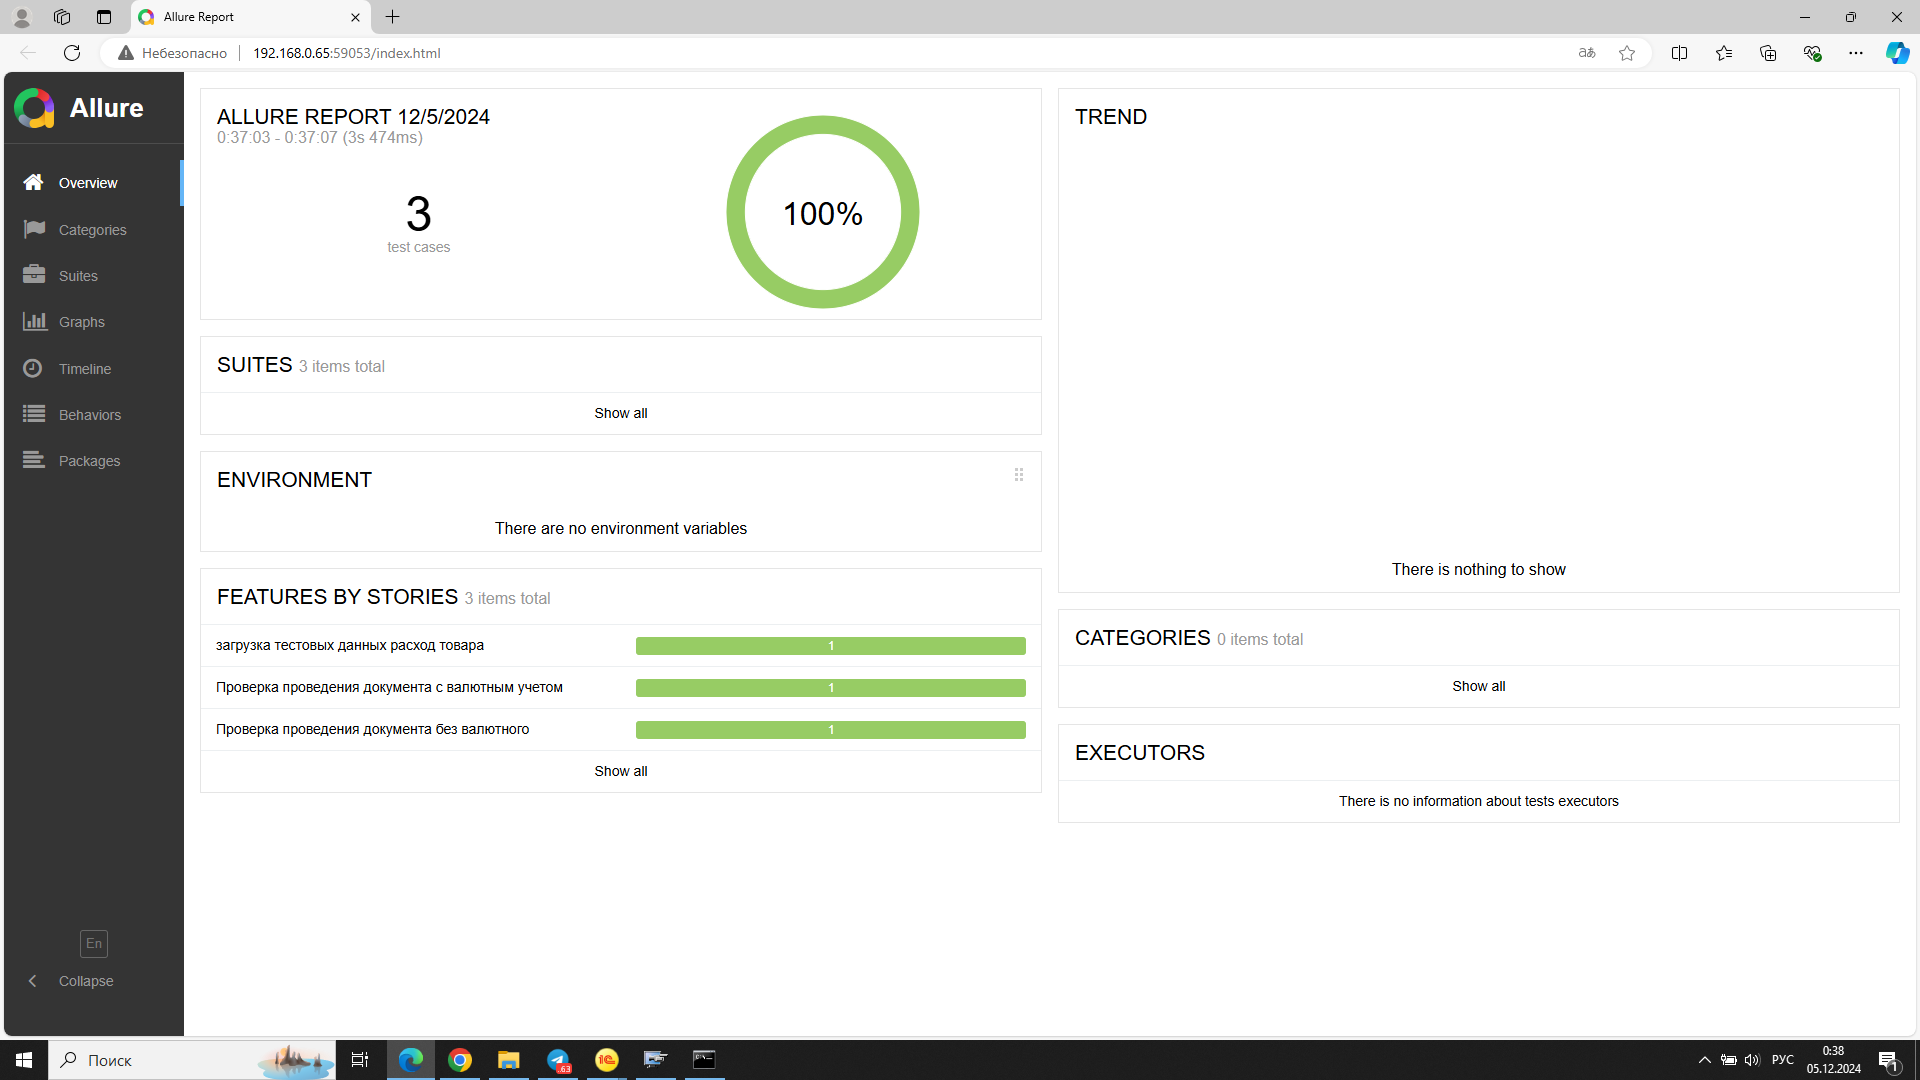 Allure Report
Небезопасно
192.168.0.65:59053/index.html
aあ
Allure
Overview
Categories
Suites
Graphs
Timeline
Behaviors
Packages
En
Collapse
ALLURE REPORT 12/5/2024
0:37:03 - 0:37:07 (3s 474ms)
3
test cases
100%
SUITES 3 items total
Show all
ENVIRONMENT
There are no environment variables
FEATURES BY STORIES 3 items total
загрузка тестовых данных расход товара 1
Проверка проведения документа с валютным учетом 1
Проверка проведения документа без валютного 1
Show all
TREND
There is nothing to show
CATEGORIES 0 items total
Show all
EXECUTORS
There is no information about tests executors
Поиск
.63
1С
C:\.
РУС
0:38
05.12.2024
1